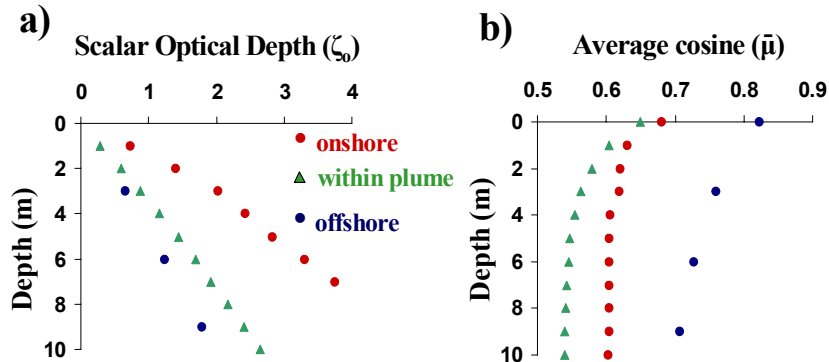 a)
Scalar Optical Depth (ζₒ)
0 1 2 3 4
0
2
4
6
8
10
Depth (m)
onshore
within plume
offshore
b)
Average cosine (μ̄)
0.5 0.6 0.7 0.8 0.9
0
2
4
6
8
10
Depth (m)